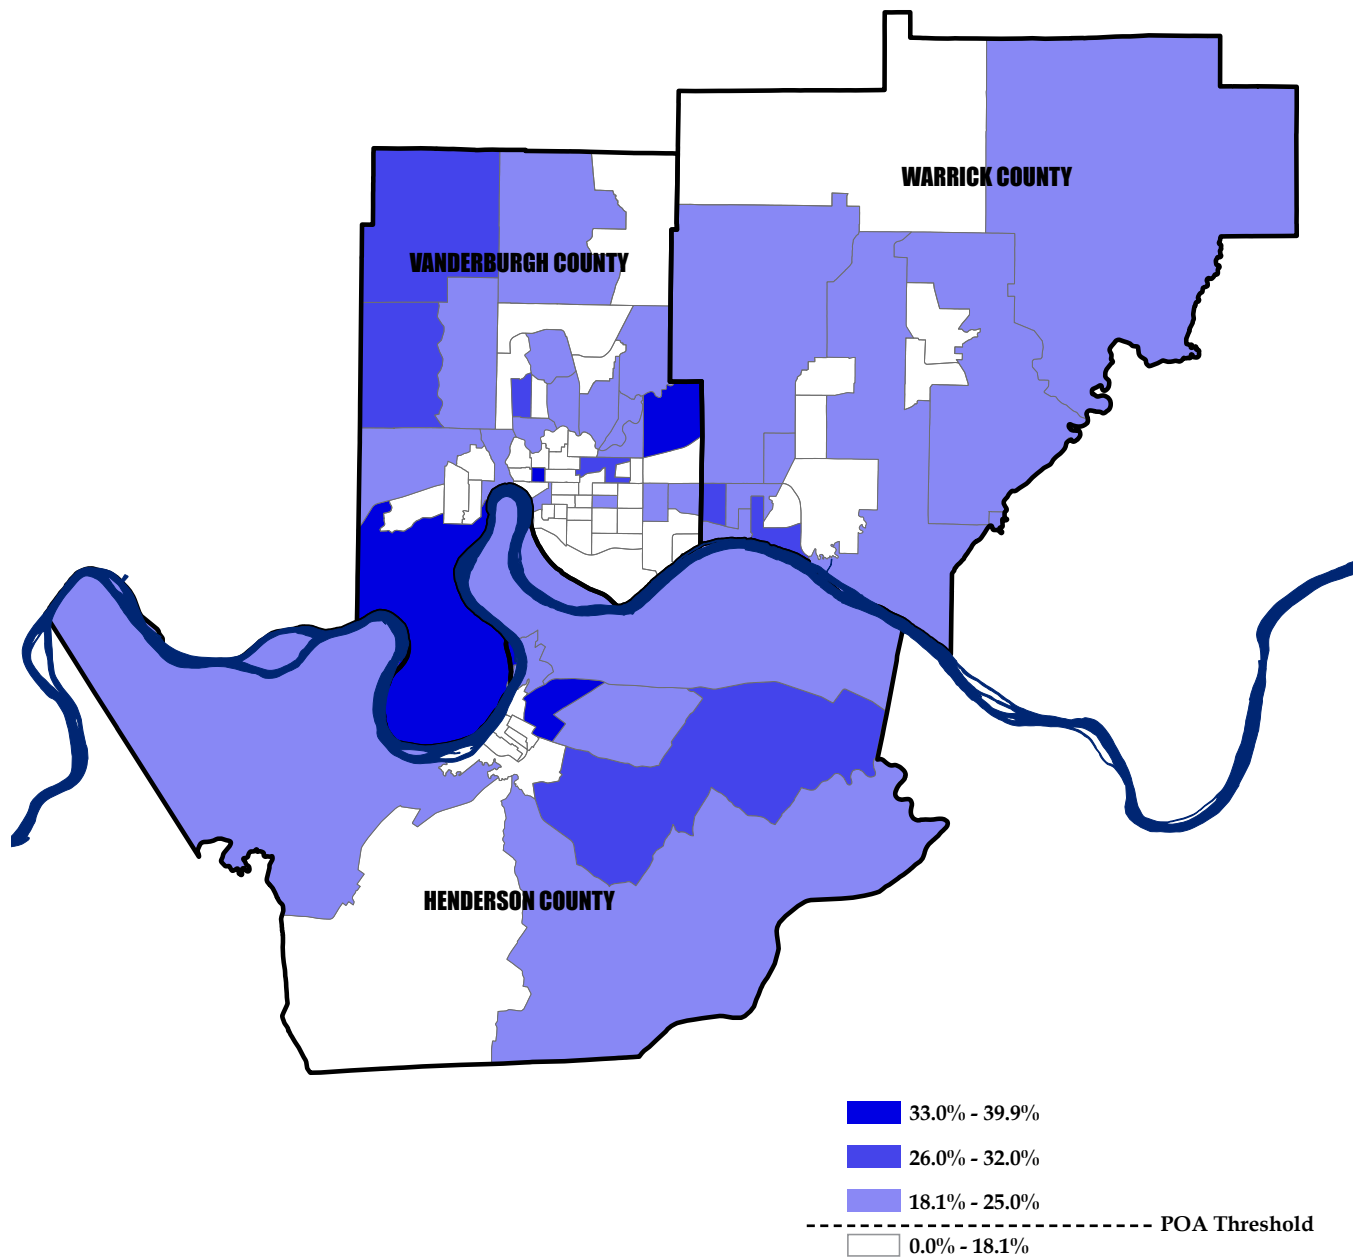 WARRICK COUNTY
VANDERBURGH COUNTY
HENDERSON COUNTY
33.0% - 39.9%
26.0% - 32.0%
18.1% - 25.0%
POA Threshold
0.0% - 18.1%